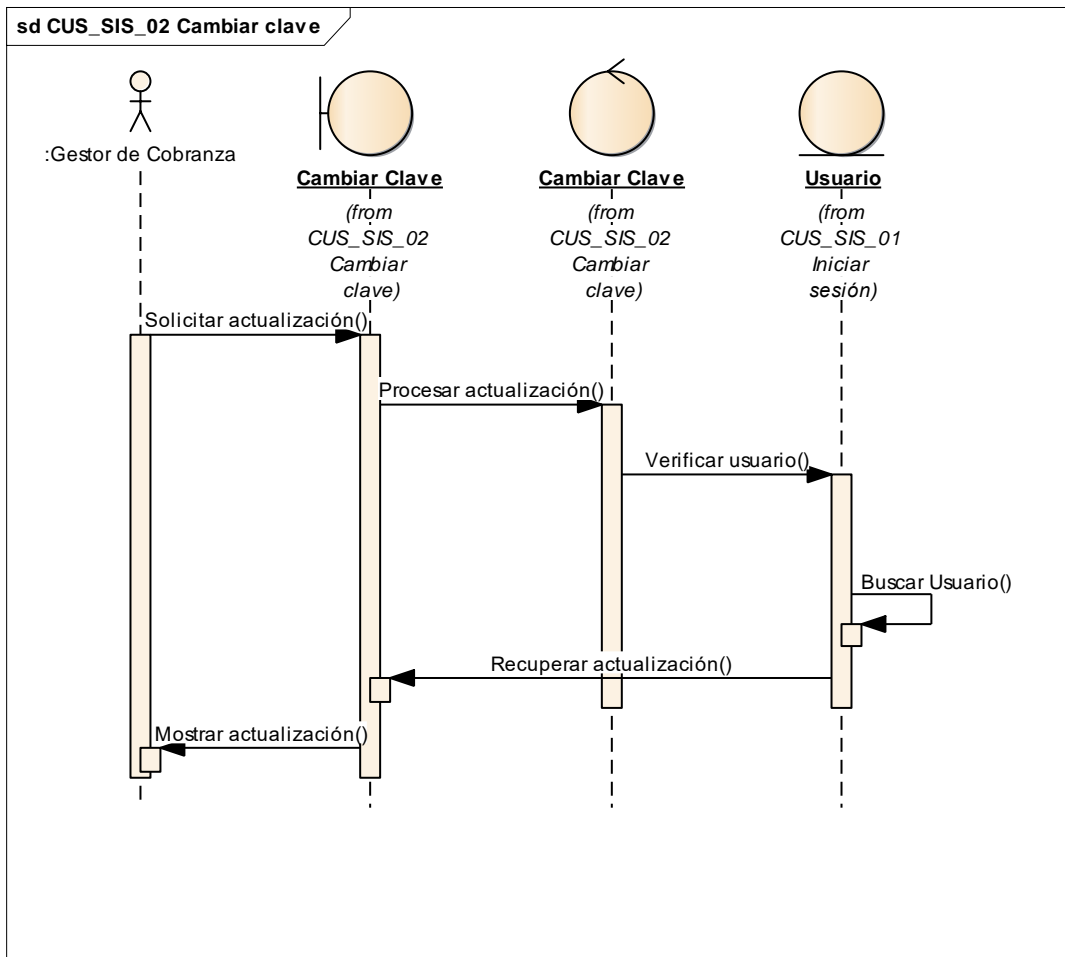 sd CUS_SIS_02 Cambiar clave
:Gestor de Cobranza
Cambiar Clave
(from
CUS_SIS_02
Cambiar
clave)
Cambiar Clave
(from
CUS_SIS_02
Cambiar
clave)
Usuario
(from
CUS_SIS_01
Iniciar
sesión)
Solicitar actualización()
Procesar actualización()
Verificar usuario()
Buscar Usuario()
Recuperar actualización()
Mostrar actualización()